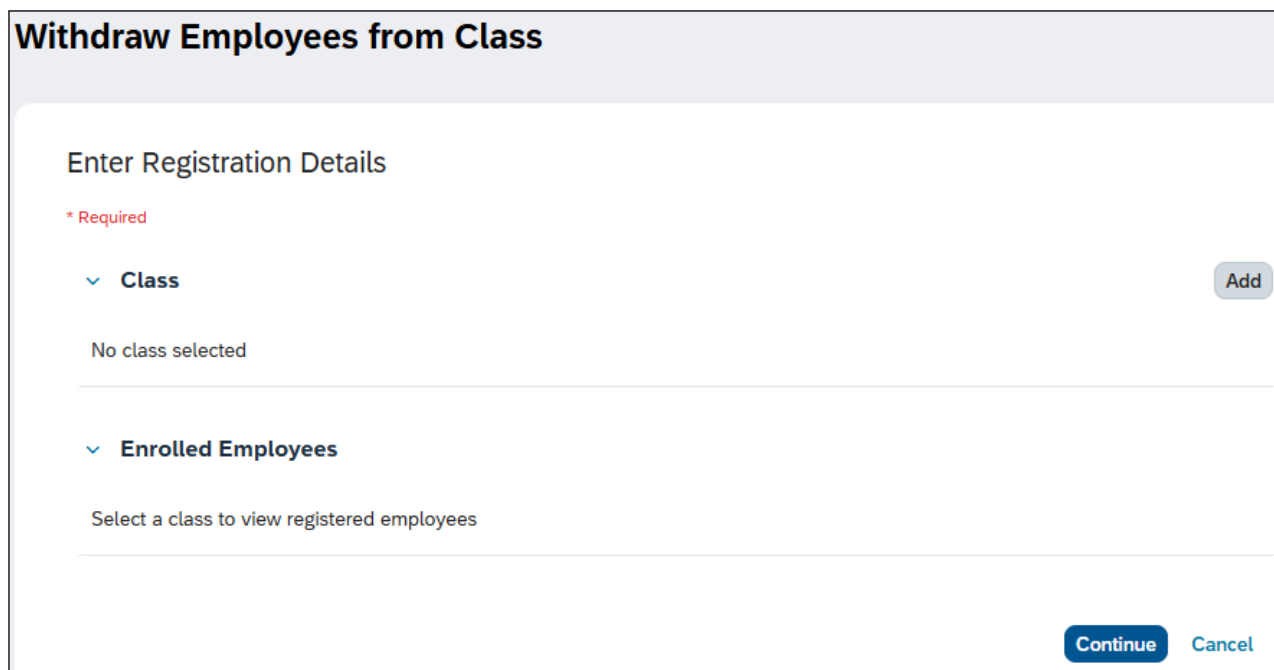 Withdraw Employees from Class
Enter Registration Details
* Required
Class
Add
No class selected
Enrolled Employees
Select a class to view registered employees
Continue Cancel